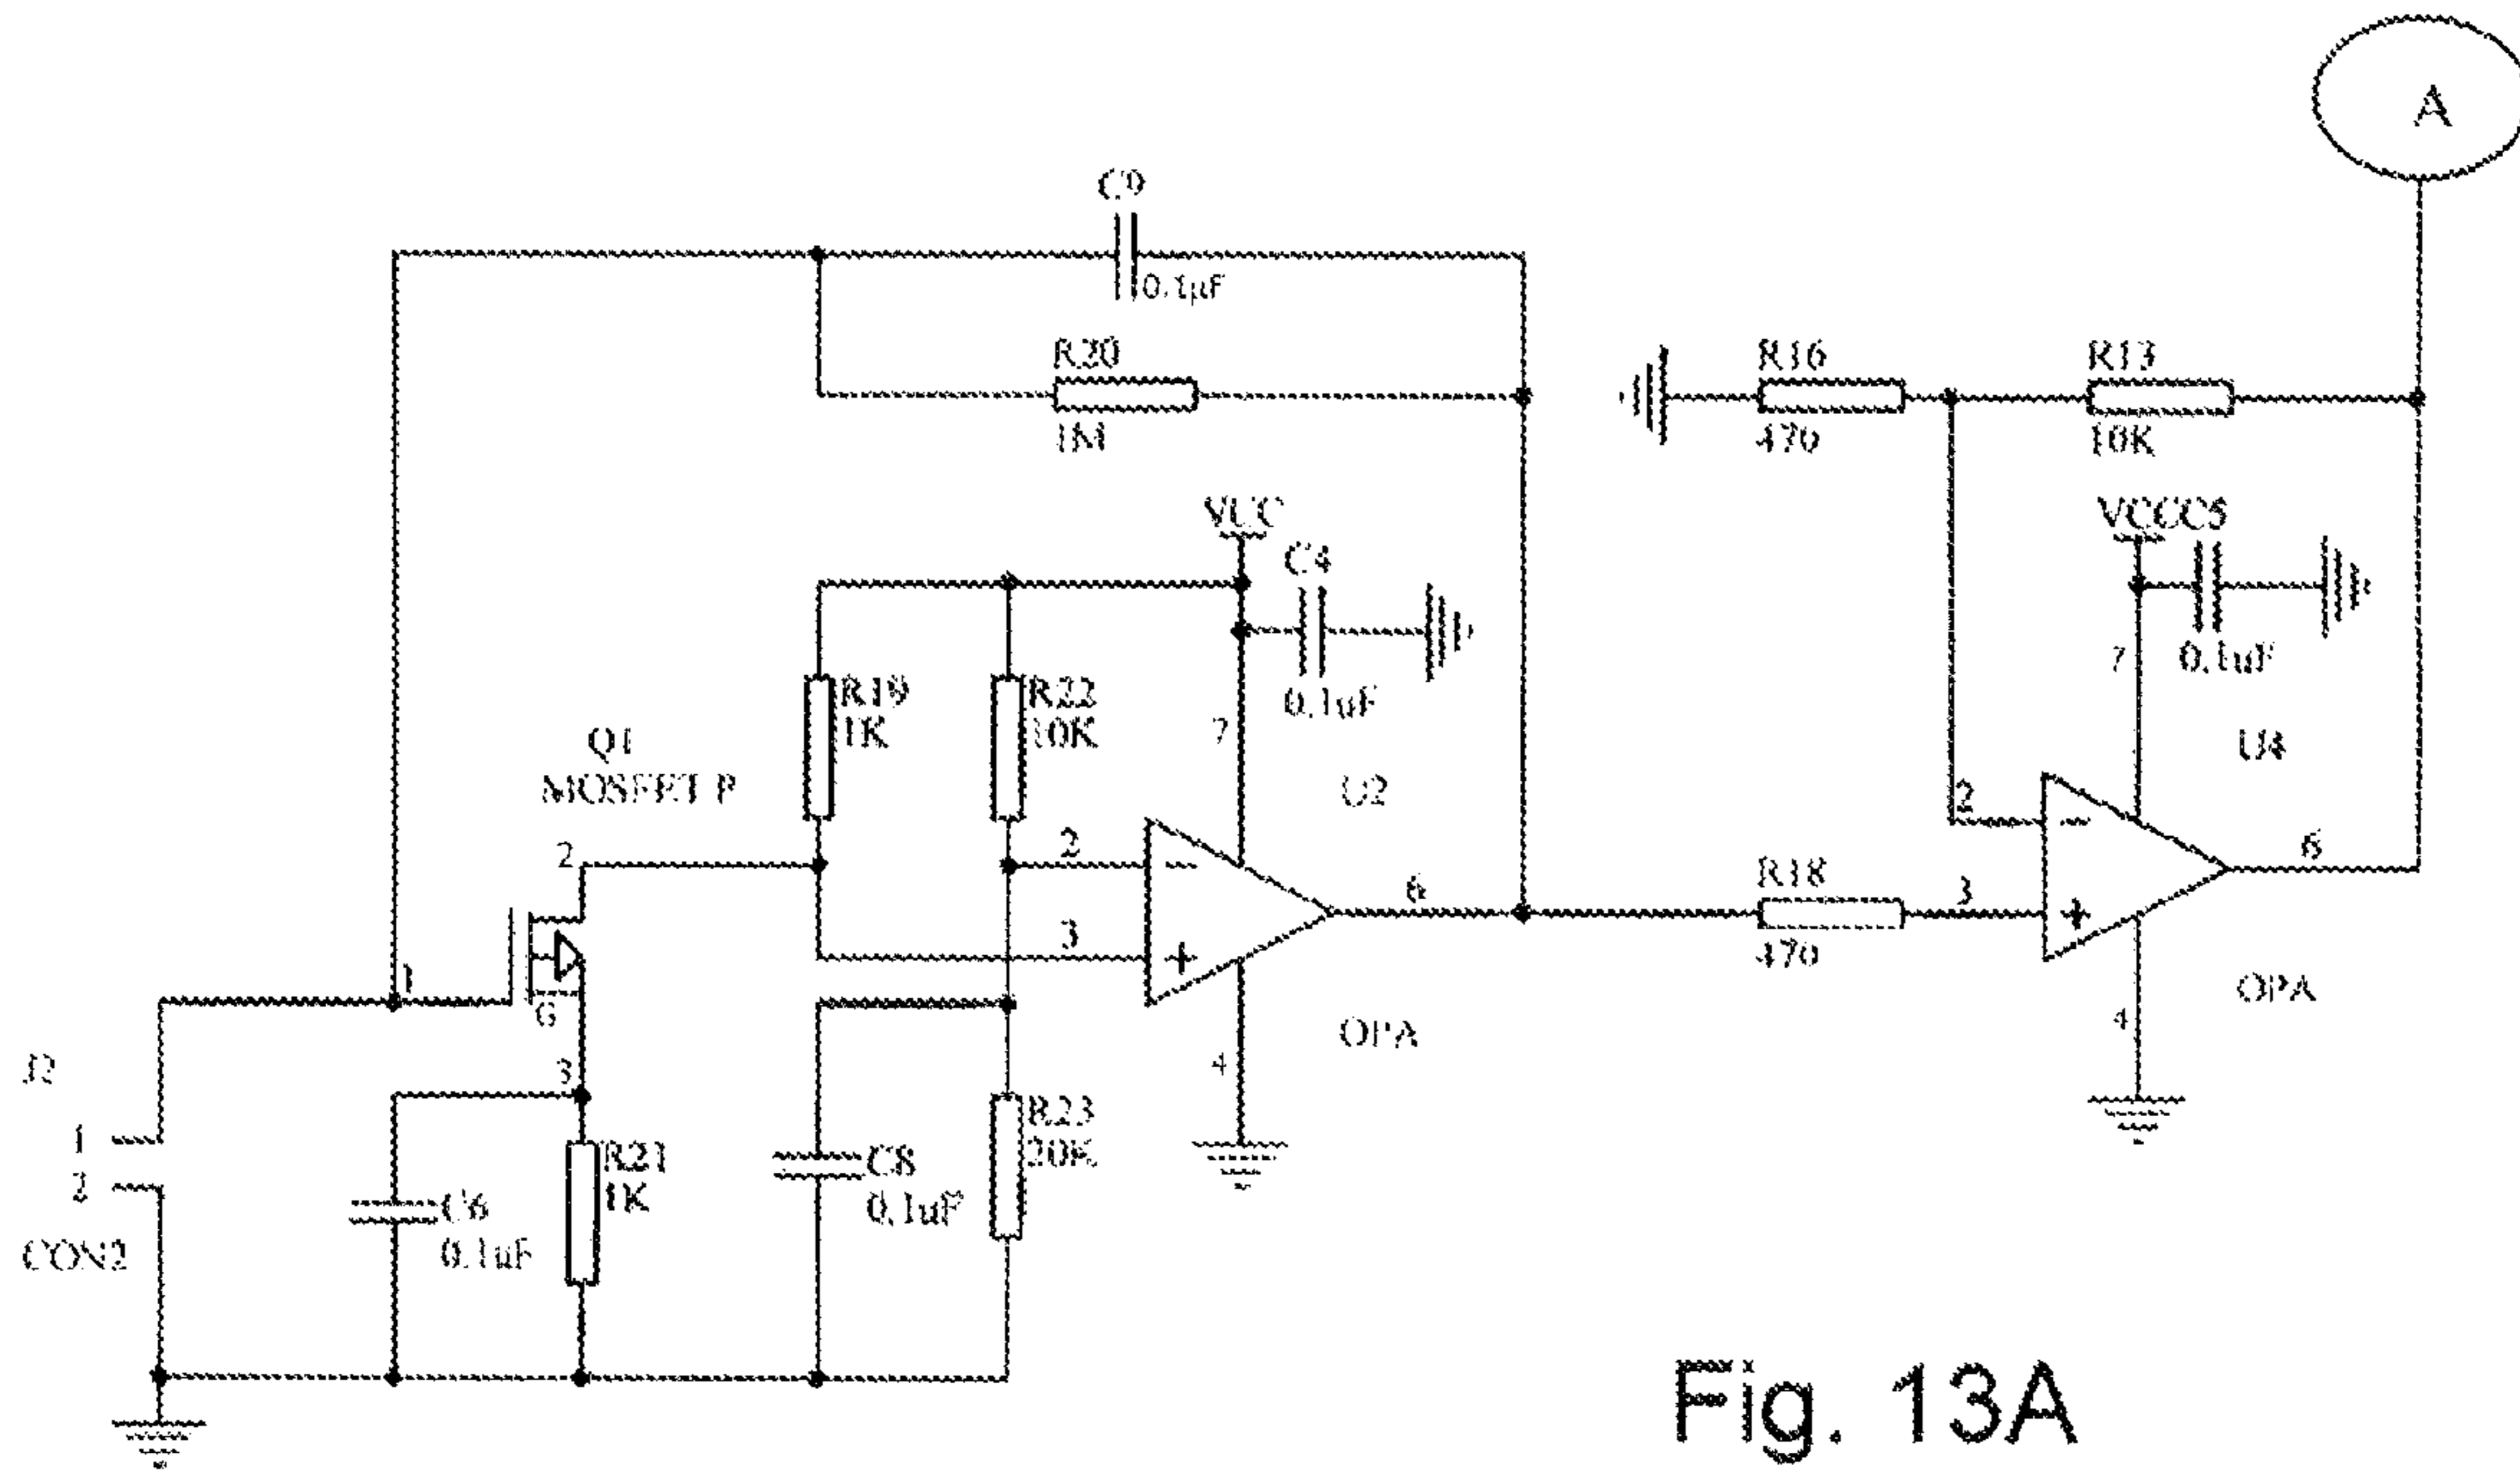 A
C9
0.1µF
R20
1M
R16
470
R13
10K
VCC
C4
0.1uF
7
VCCC5
7
0.1uF
U4
R19
1K
R22
10K
Q1
MOSFET P
U2
2
2
2
3
6
6
R18
470
3
1
G
3
OPA
4
OPA
4
J2
1
2
CON2
C6
0.1uF
R21
1K
C8
0.1uF
R23
20K
Fig. 13A